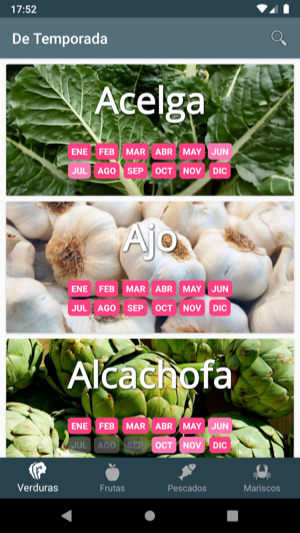 17:52
De Temporada
Acelga
ENE FEB MAR ABR MAY JUN
JUL AGO SEP OCT NOV DIC
Ajo
ENE FEB MAR ABR MAY JUN
JUL AGO SEP OCT NOV DIC
Alcachofa
ENE FEB MAR ABR MAY JUN
JUL AGO SEP OCT NOV DIC
Verduras Frutas Pescados Mariscos